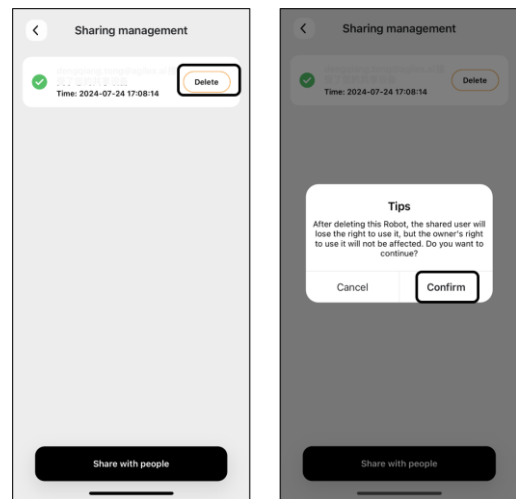 Sharing management
Delete
Time: 2024-07-24 17:08:14
Share with people
Sharing management
Delete
Time: 2024-07-24 17:08:14
Tips
After deleting this Robot, the shared user will
lose the right to use it, but the owner's right
to use it will not be affected. Do you want to
continue?
Cancel
Confirm
Share with people